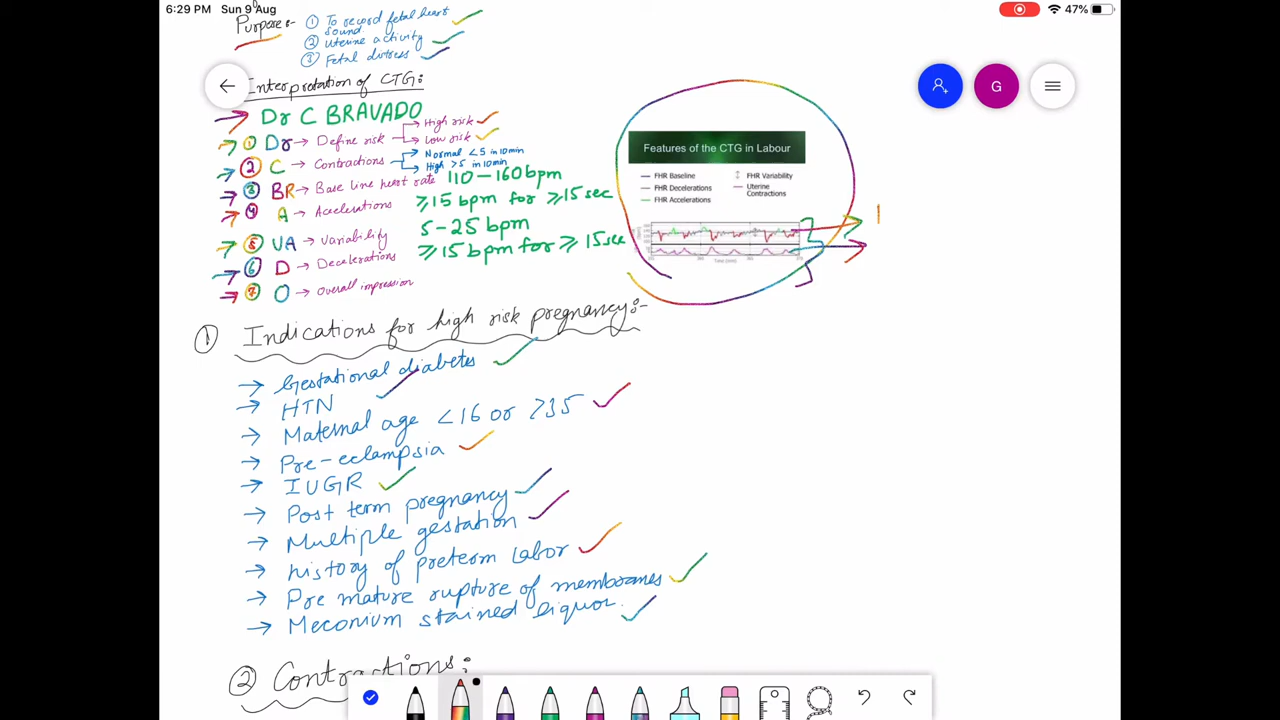 6:29 PM Sun 9 Aug
47%
Purpose:-
① To record fetal heart
sound.
② Uterine activity
③ Fetal distress
Interpretation of CTG:
G
Dr C BRAVADO
① Dr → Define risk → High risk
→ Low risk
② C → Contractions → Normal <5 in 10min
→ High >5 in 10min
③ BR → Base line heart rate 110-160bpm
④ A → Accelerations ≥15 bpm for ≥15sec
⑤ VA → Variability 5-25 bpm
⑥ D → Decelerations ≥15 bpm for ≥ 15sec
⑦ O → Overall impression
Features of the CTG in Labour
FHR Baseline
FHR Decelerations
FHR Accelerations
FHR Variability
Uterine
Contractions
Time (min)
① Indications for high risk pregnancy:-
→ Gestational diabetes
→ HTN
→ Maternal age <16 or >35
→ Pre-eclampsia
→ IUGR
→ Post term pregnancy
→ Multiple gestation
→ history of preterm labor
→ Pre mature rupture of membranes
→ Meconium stained liquor.
② Contractions: